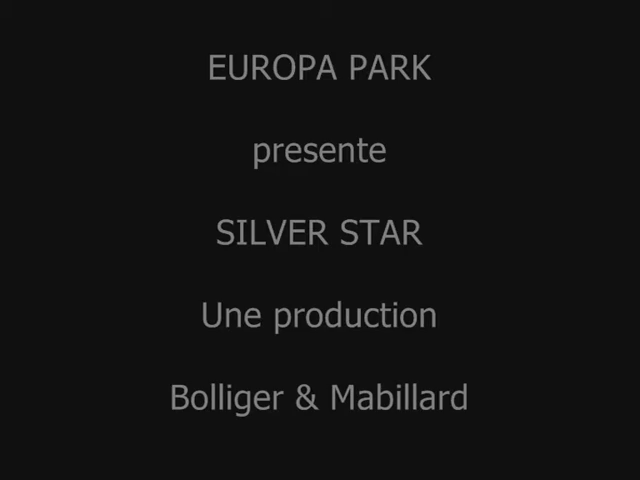 EUROPA PARK
presente
SILVER STAR
Une production
Bolliger & Mabillard